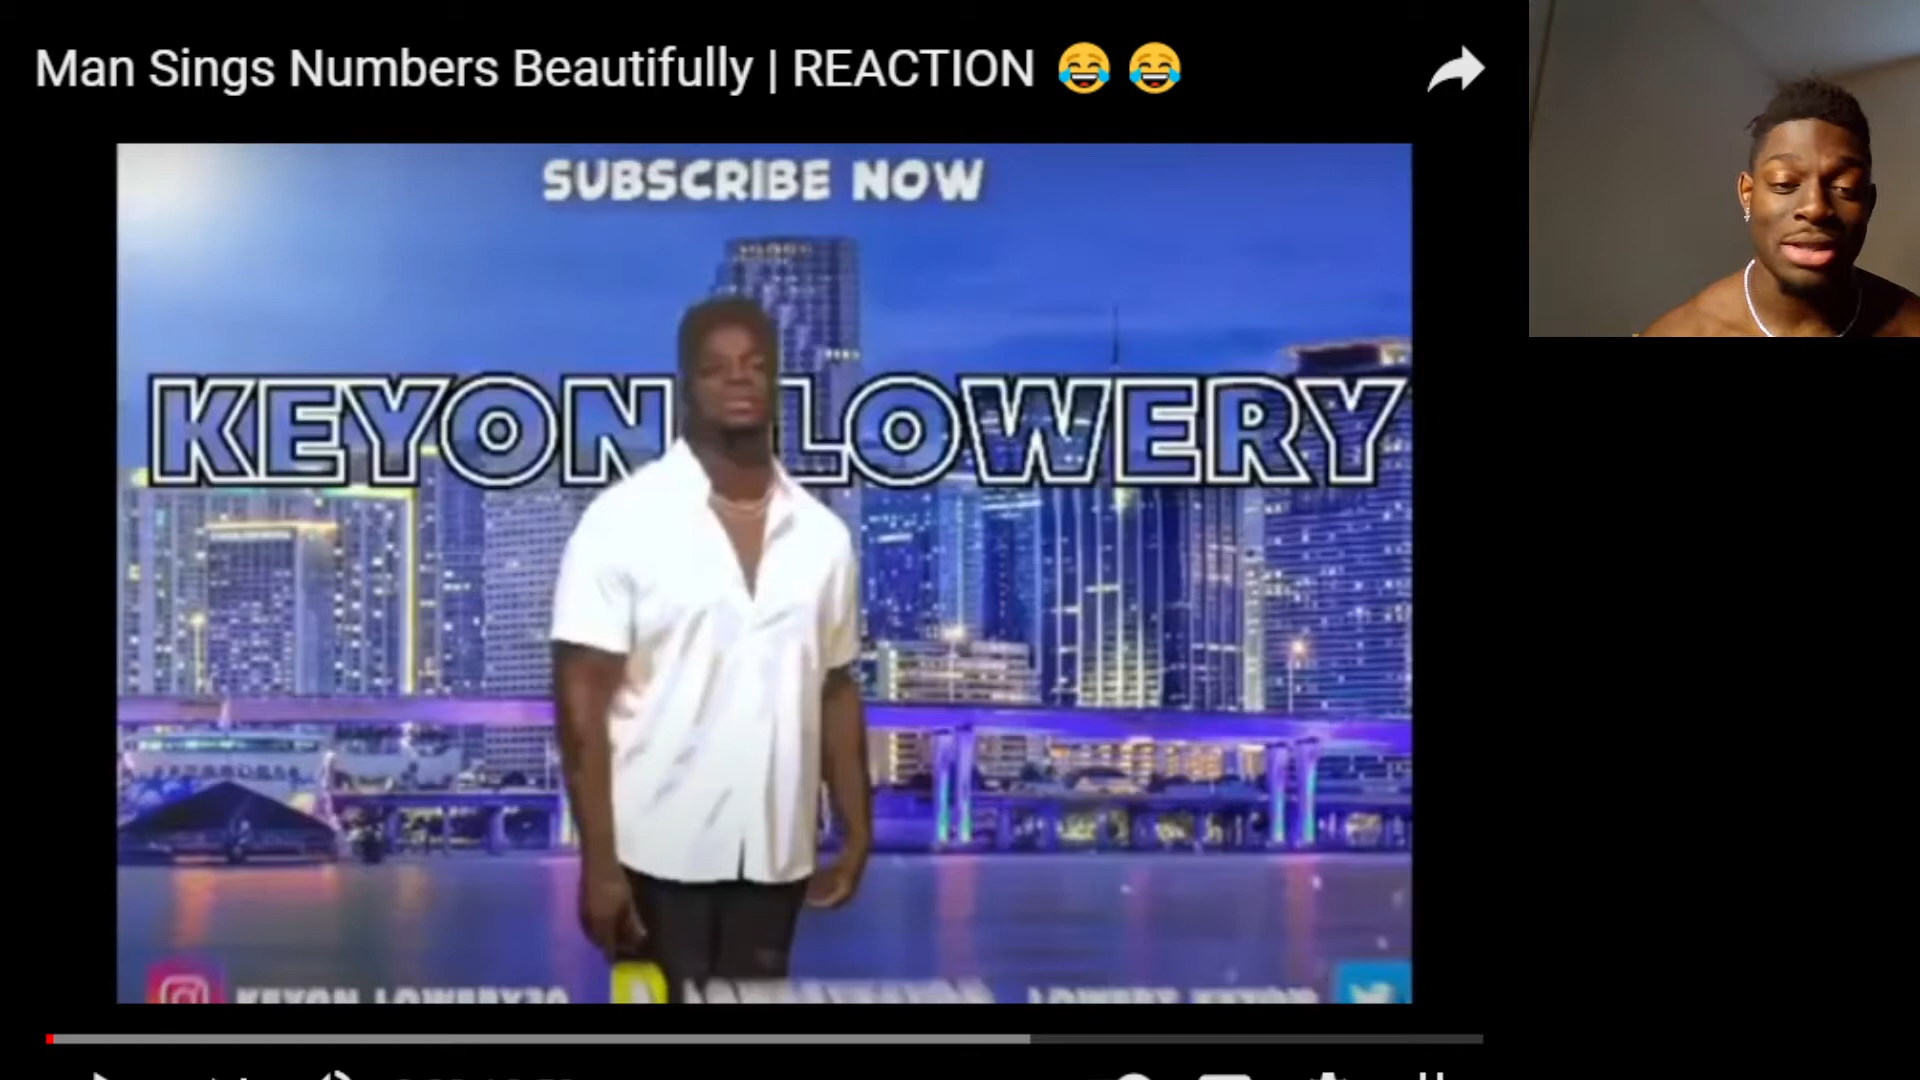 Man Sings Numbers Beautifully | REACTION 😂 😂
SUBSCRIBE NOW
KEYON LOWERY